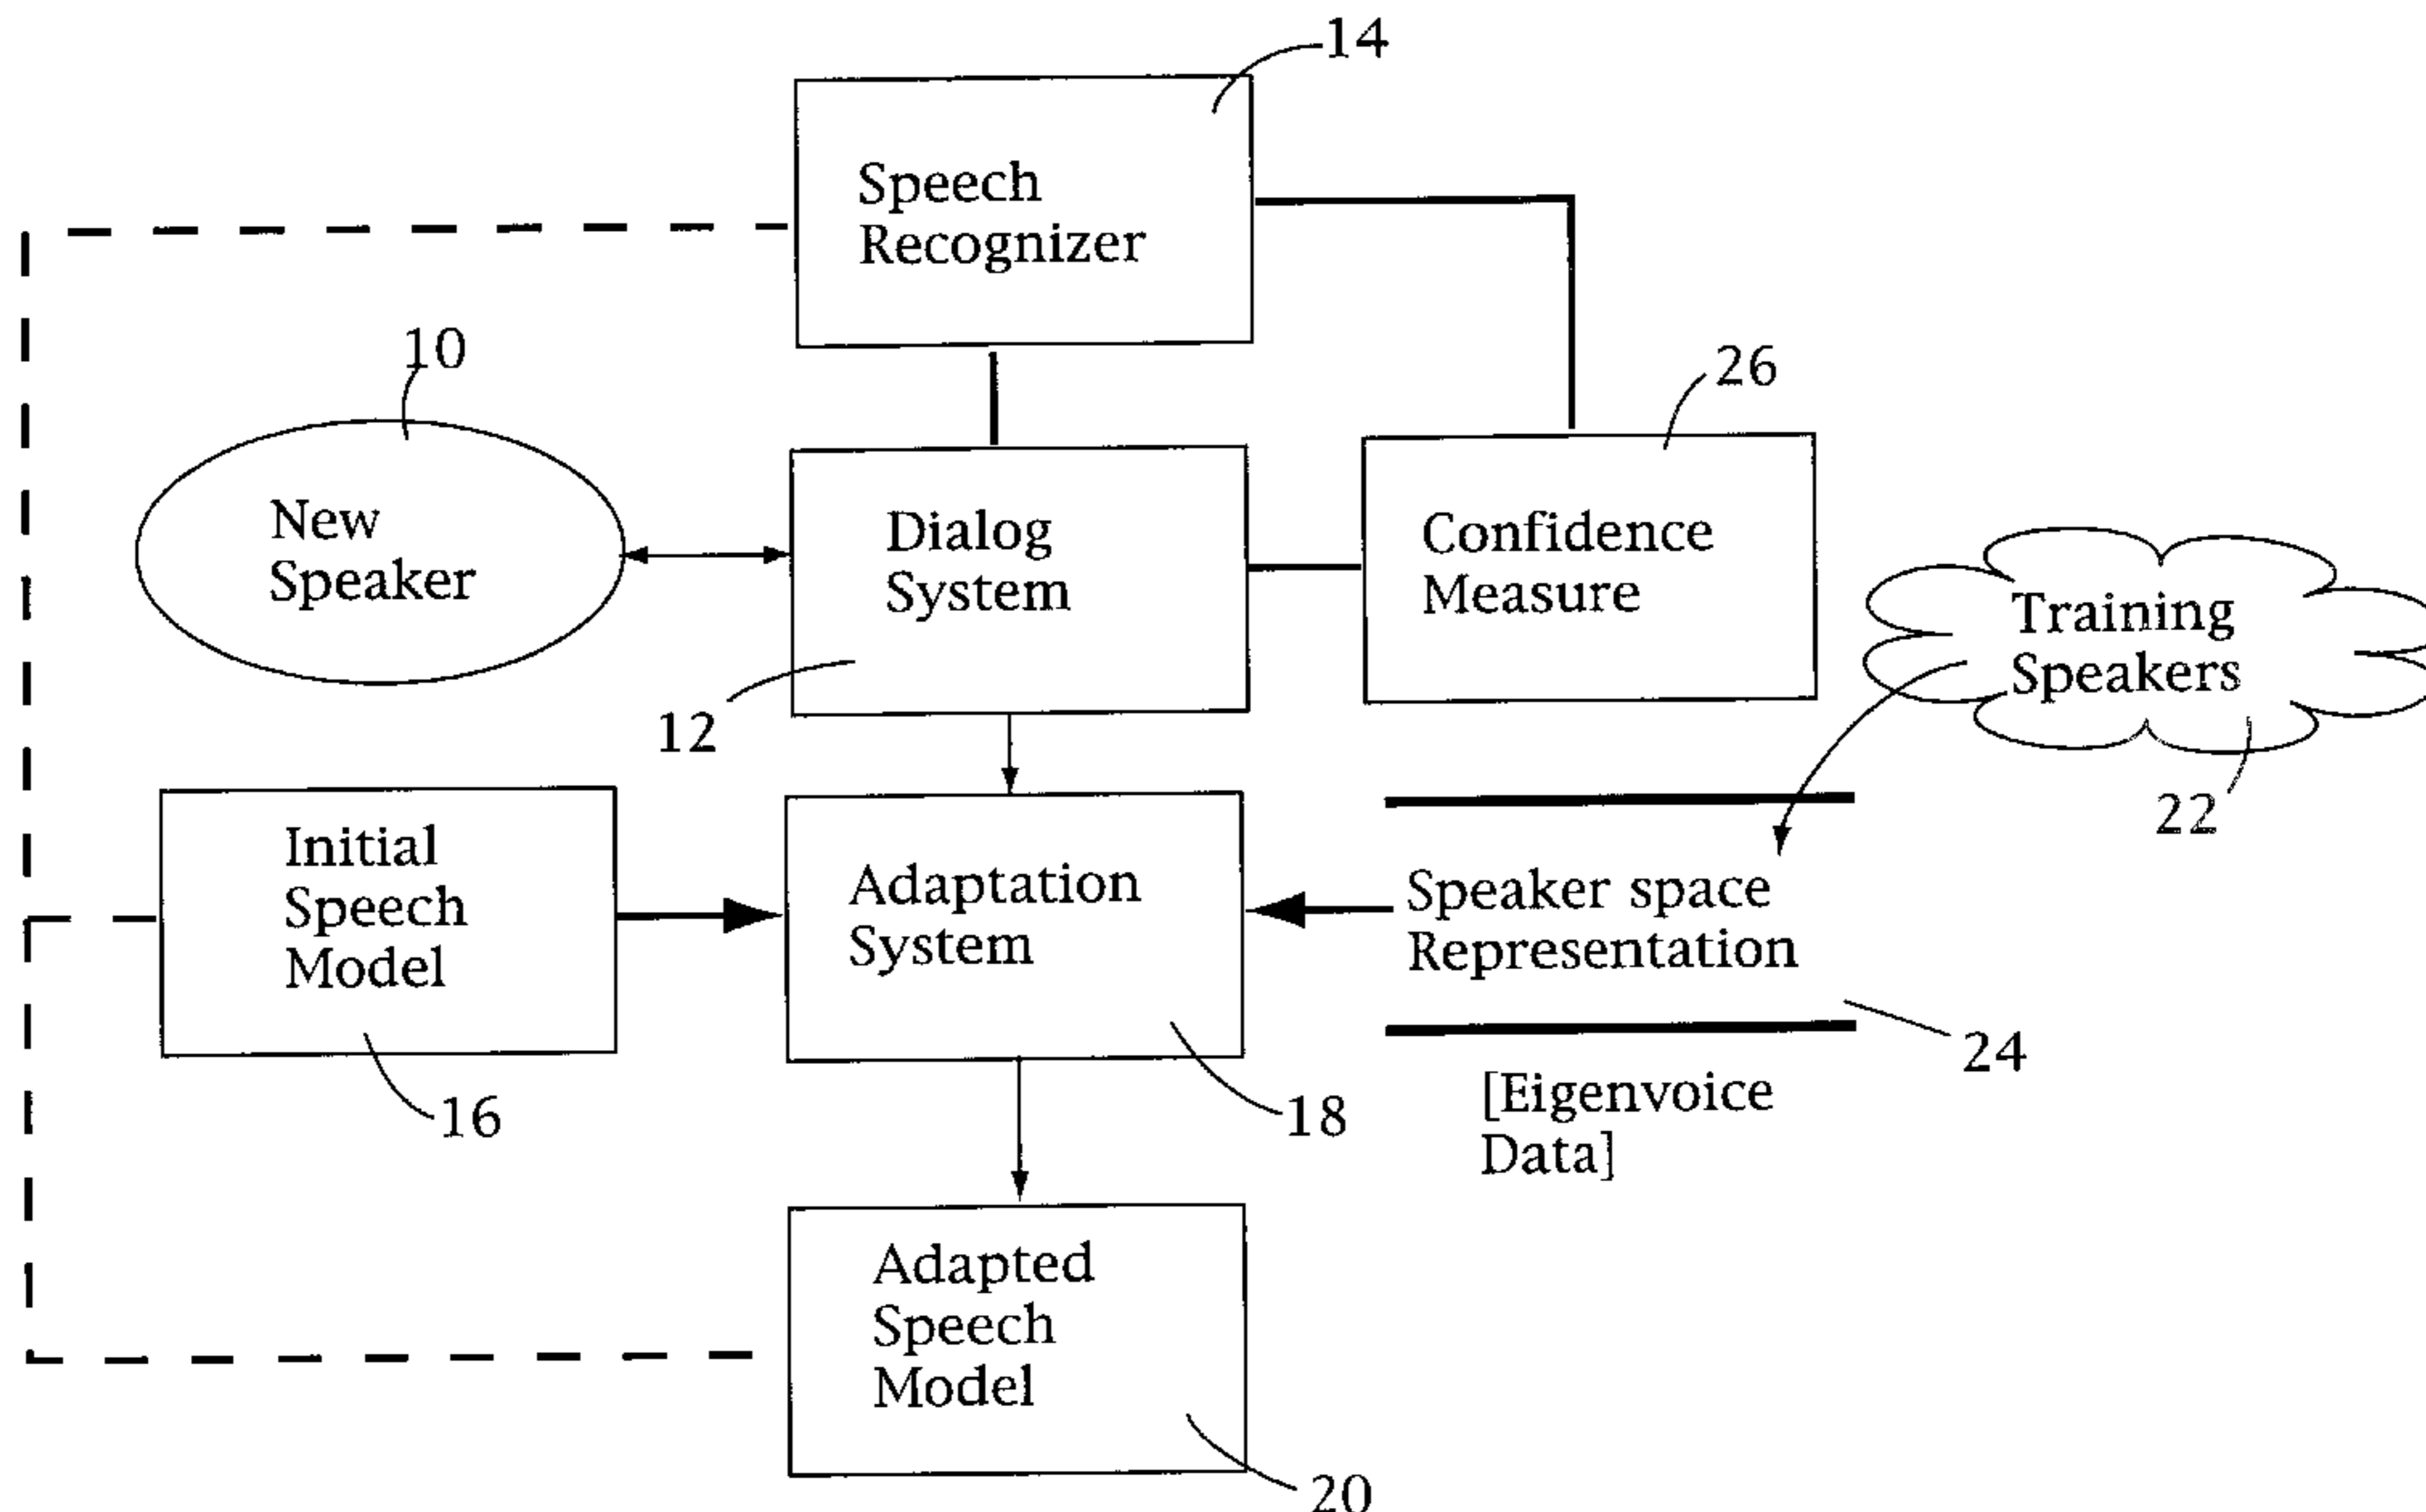 14
Speech
Recognizer
10
26
New
Speaker
Dialog
System
Confidence
Measure
Training
Speakers
12
22
Initial
Speech
Model
Adaptation
System
Speaker space
Representation
24
16
18
[Eigenvoice
Data]
Adapted
Speech
Model
20